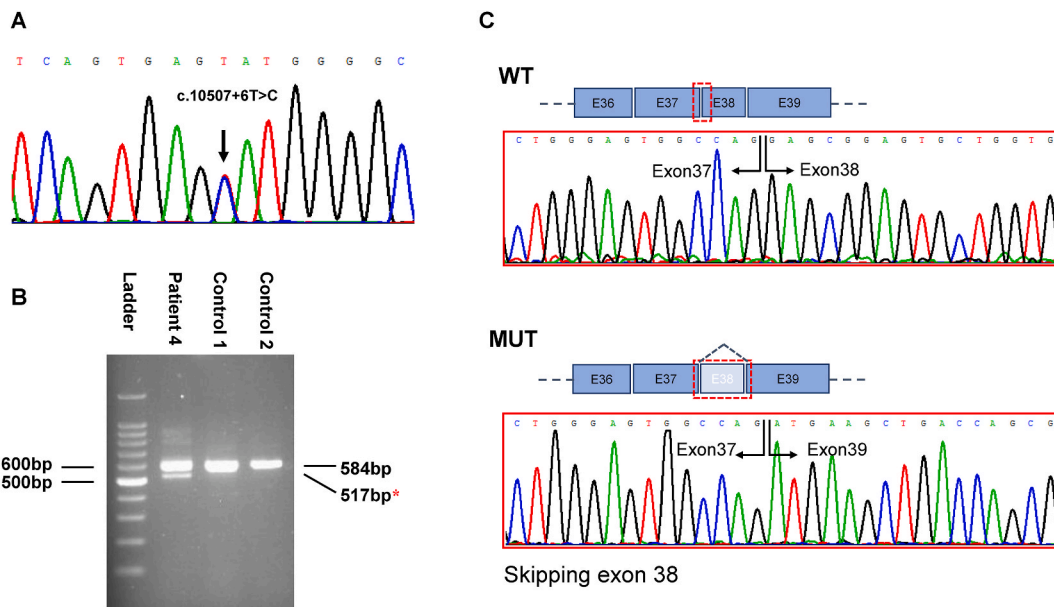 A
T C A G T G A G T A T G G G G C
c.10507+6T>C
B
Ladder
Patient 4
Control 1
Control 2
600bp
500bp
584bp
517bp*
C
WT
E36 E37 E38 E39
C T G G G A G T G G C C A G G A G C G G A G T G C T G G T G
Exon37 Exon38
MUT
E36 E37 E38 E39
C T G G G A G T G G C C A G A T G A A G C T G A C C A G C G
Exon37 Exon39
Skipping exon 38